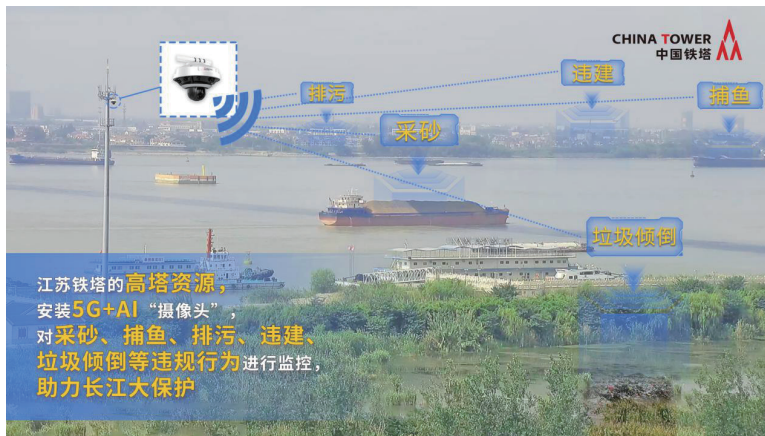 CHINA TOWER
中国铁塔
违建
排污
捕鱼
采砂
垃圾倾倒
江苏铁塔的高塔资源，
安装5G+AI“摄像头”，
对采砂、捕鱼、排污、违建、
垃圾倾倒等违规行为进行监控，
助力长江大保护